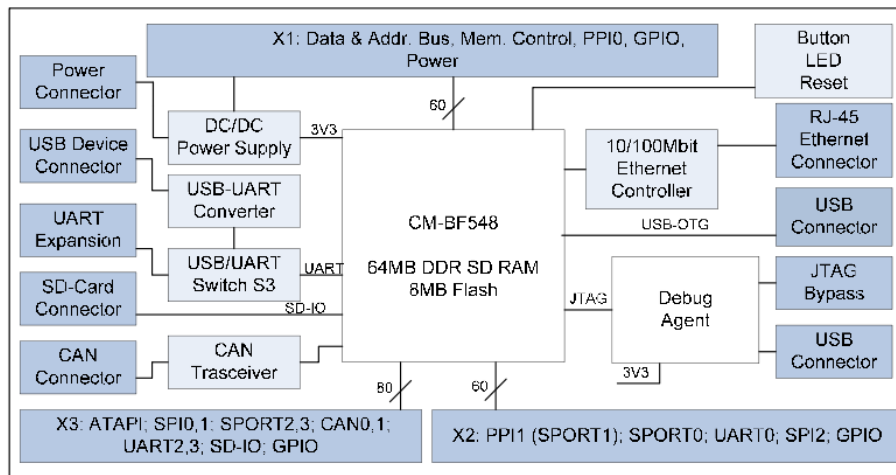 X1: Data & Addr. Bus, Mem. Control, PPI0, GPIO,
Power
Button
LED
Reset
Power
Connector
60
DC/DC
Power Supply
3V3
RJ-45
Ethernet
Connector
10/100Mbit
Ethernet
Controller
USB Device
Connector
USB-UART
Converter
CM-BF548
64MB DDR SD RAM
8MB Flash
USB-OTG
USB
Connector
UART
Expansion
USB/UART
Switch S3
UART
SD-Card
Connector
SD-IO
JTAG
Debug
Agent
JTAG
Bypass
CAN
Connector
CAN
Trasceiver
3V3
USB
Connector
80
60
X3: ATAPI; SPI0,1; SPORT2,3; CAN0,1;
UART2,3; SD-IO; GPIO
X2: PPI1 (SPORT1); SPORT0; UART0; SPI2; GPIO